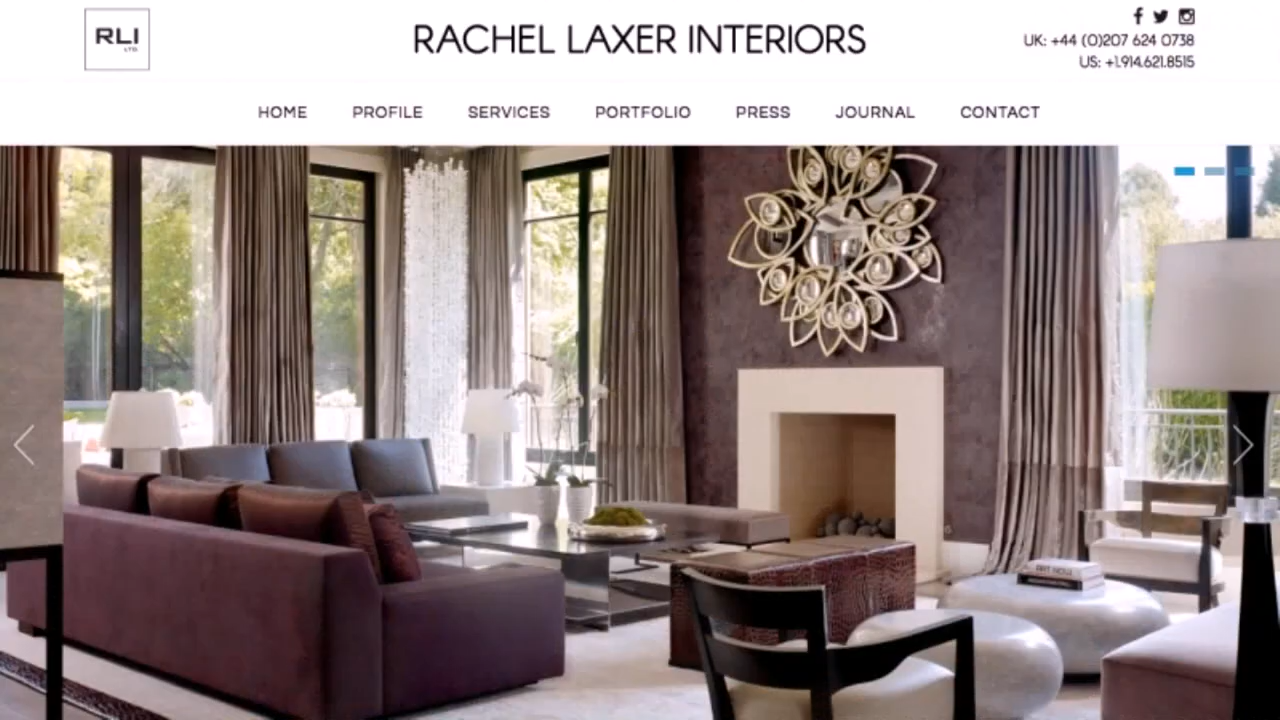 RLI
LTD
RACHEL LAXER INTERIORS
UK: +44 (0)207 624 0738
US: +1.914.621.8515
HOME PROFILE SERVICES PORTFOLIO PRESS JOURNAL CONTACT